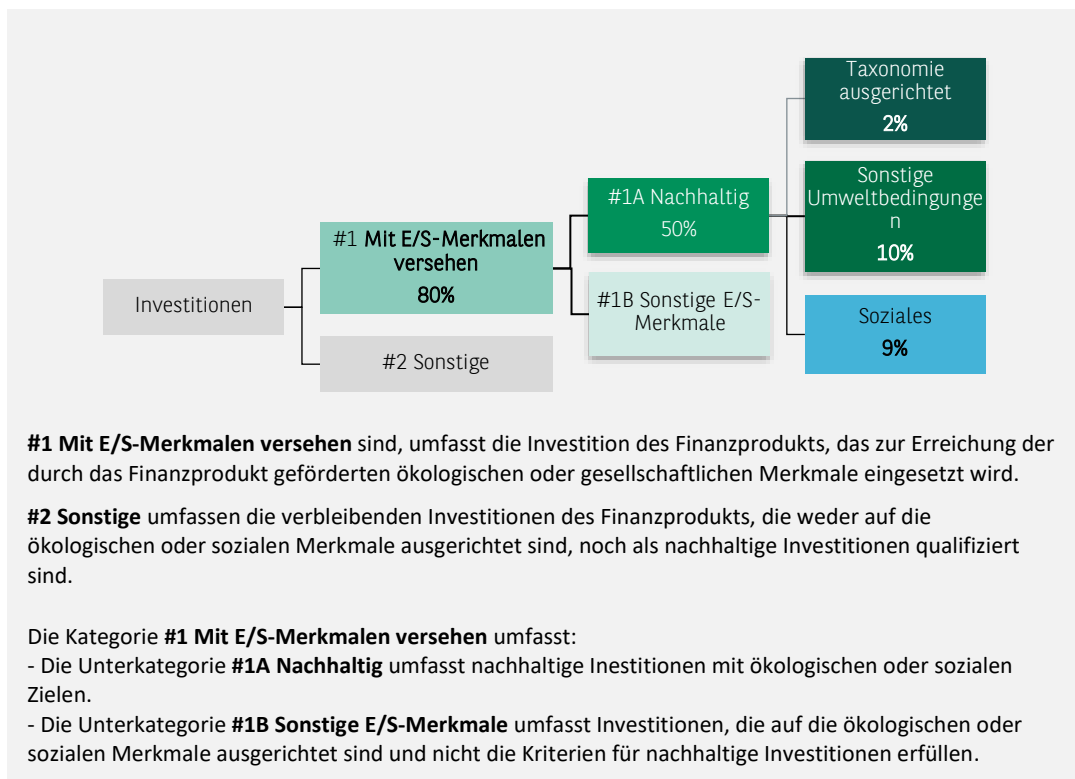 Taxonomie
ausgerichtet
2%
#1A Nachhaltig
50%
Sonstige
Umweltbedingunge
n
10%
#1 Mit E/S-Merkmalen
versehen
80%
Investitionen
#1B Sonstige E/S-
Merkmale
Soziales
9%
#2 Sonstige
#1 Mit E/S-Merkmalen versehen sind, umfasst die Investition des Finanzprodukts, das zur Erreichung der
durch das Finanzprodukt geförderten ökologischen oder gesellschaftlichen Merkmale eingesetzt wird.
#2 Sonstige umfassen die verbleibenden Investitionen des Finanzprodukts, die weder auf die
ökologischen oder sozialen Merkmale ausgerichtet sind, noch als nachhaltige Investitionen qualifiziert
sind.
Die Kategorie #1 Mit E/S-Merkmalen versehen umfasst:
- Die Unterkategorie #1A Nachhaltig umfasst nachhaltige Inestitionen mit ökologischen oder sozialen
Zielen.
- Die Unterkategorie #1B Sonstige E/S-Merkmale umfasst Investitionen, die auf die ökologischen oder
sozialen Merkmale ausgerichtet sind und nicht die Kriterien für nachhaltige Investitionen erfüllen.